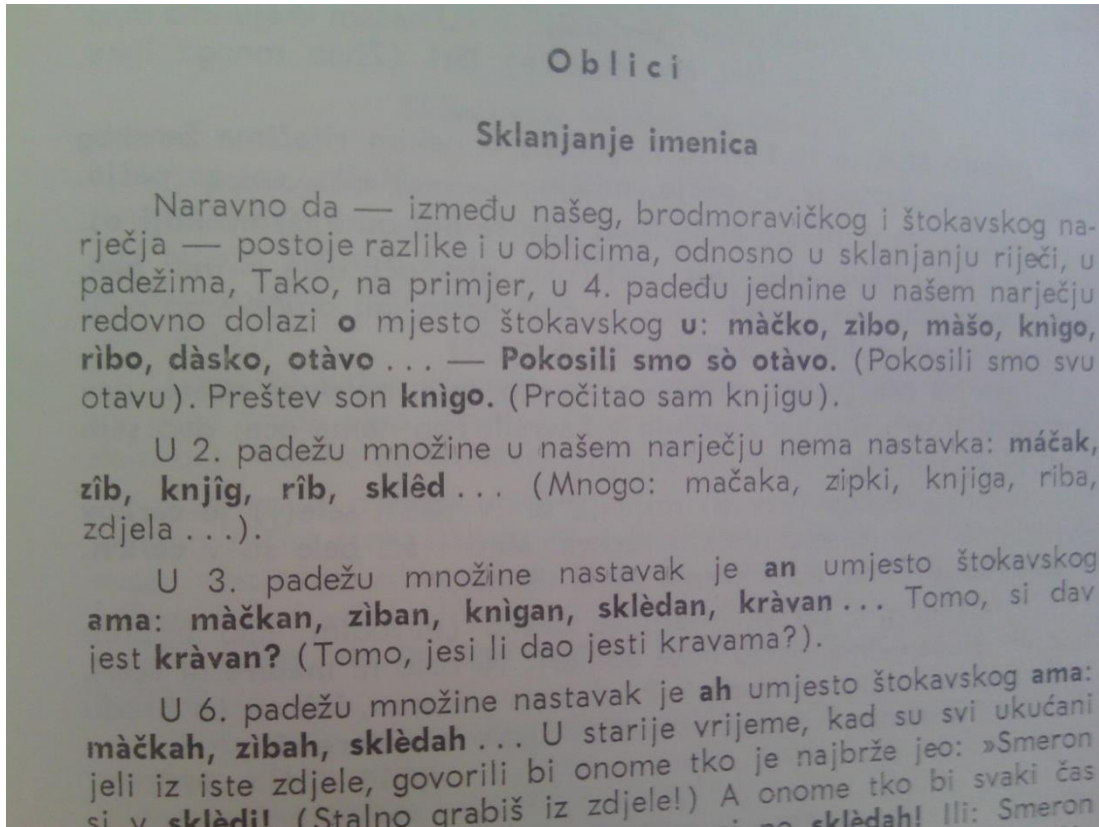 Oblici
Sklanjanje imenica
Naravno da — između našeg, brodmoravičkog i štokavskog na-
rječja — postoje razlike i u oblicima, odnosno u sklanjanju riječi, u
padežima, Tako, na primjer, u 4. padeđu jednine u našem narječju
redovno dolazi o mjesto štokavskog u: màčko, zìbo, màšo, knìgo,
rìbo, dàsko, otàvo ... — Pokosili smo sò otàvo. (Pokosili smo svu
otavu). Preštev son knìgo. (Pročitao sam knjigu).
U 2. padežu množine u našem narječju nema nastavka: máčak,
zîb, knjîg, rîb, sklêd ... (Mnogo: mačaka, zipki, knjiga, riba,
zdjela ...).
U 3. padežu množine nastavak je an umjesto štokavskog
ama: màčkan, zìban, knìgan, sklèdan, kràvan ... Tomo, si dav
jest kràvan? (Tomo, jesi li dao jesti kravama?).
U 6. padežu množine nastavak je ah umjesto štokavskog ama:
màčkah, zìbah, sklèdah ... U starije vrijeme, kad su svi ukućani
jeli iz iste zdjele, govorili bi onome tko je najbrže jeo: »Smeron
si v sklèdi! (Stalno grabiš iz zdjele!) A onome tko bi svaki čas
sklèdah! Ili: Smeron